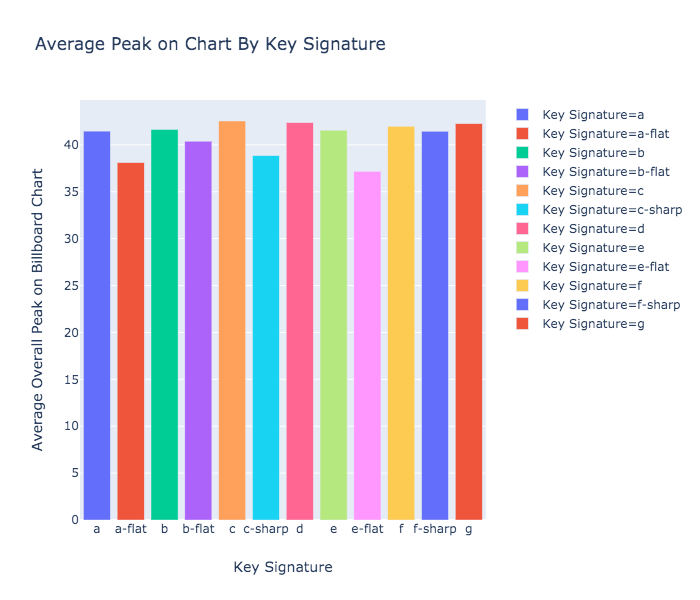 Average Peak on Chart By Key Signature
Average Overall Peak on Billboard Chart
40
35
30
25
20
15
10
5
0
a a-flat b b-flat c c-sharp d e e-flat f f-sharp g
Key Signature
Key Signature=a
Key Signature=a-flat
Key Signature=b
Key Signature=b-flat
Key Signature=c
Key Signature=c-sharp
Key Signature=d
Key Signature=e
Key Signature=e-flat
Key Signature=f
Key Signature=f-sharp
Key Signature=g